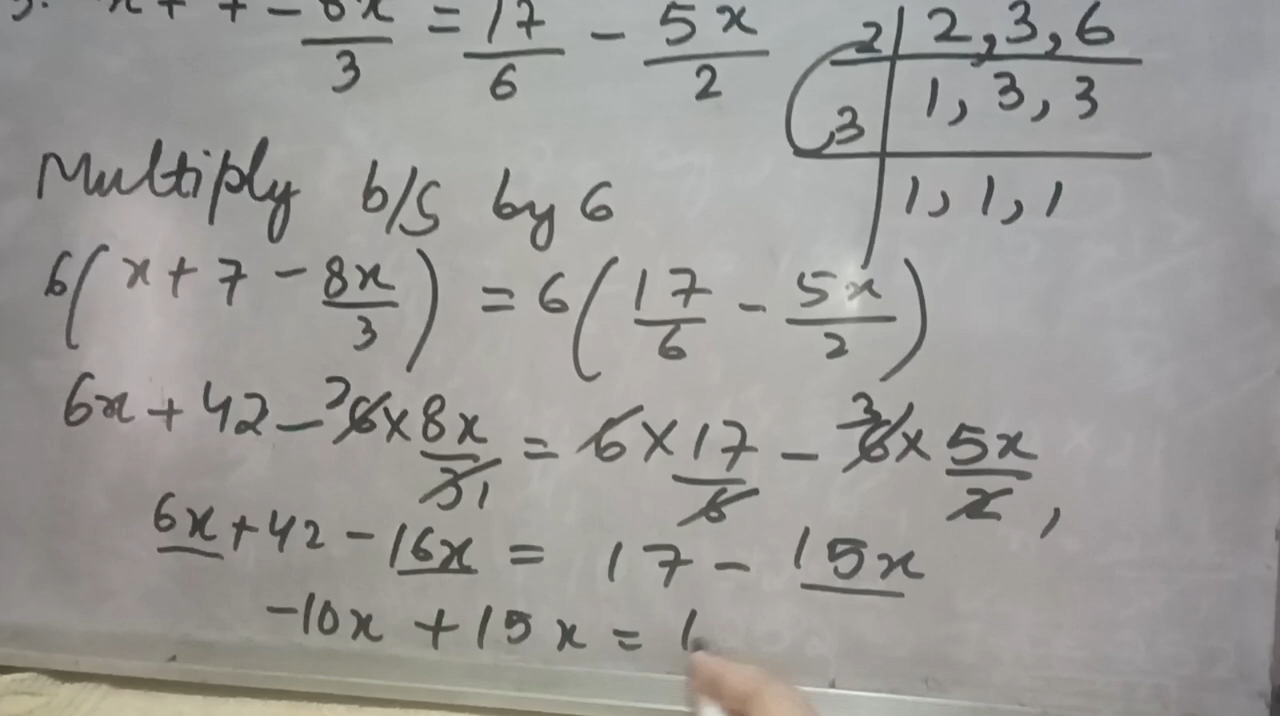 x + 7 - 8x/3 = 17/6 - 5x/2
2 | 2, 3, 6
3 | 1, 3, 3
1, 1, 1
Multiply b/s by 6
6(x + 7 - 8x/3) = 6(17/6 - 5x/2)
6x + 42 - 2 6 × 8x/3 1 = 6 × 17/6 - 3 6 × 5x/2,
6x + 42 - 16x = 17 - 15x
-10x + 15x = 1